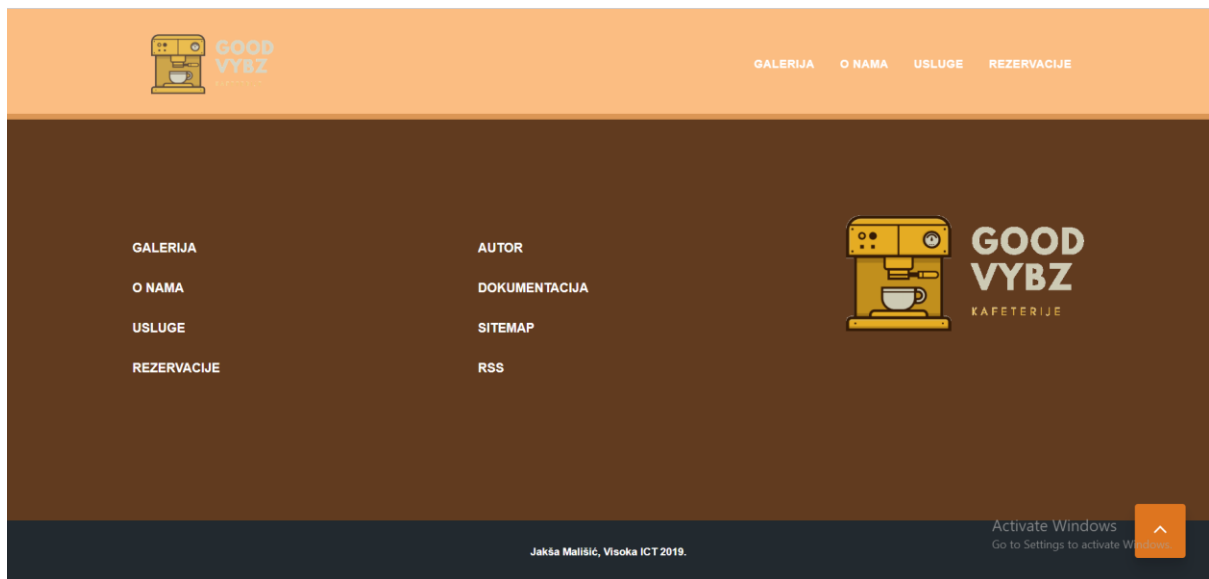 GOOD
VYBZ
GALERIJA O NAMA USLUGE REZERVACIJE
GALERIJA
O NAMA
USLUGE
REZERVACIJE
AUTOR
DOKUMENTACIJA
SITEMAP
RSS
GOOD
VYBZ
KAFETERIJE
Jakša Mališić, Visoka ICT 2019.
Activate Windows
Go to Settings to activate Windows.